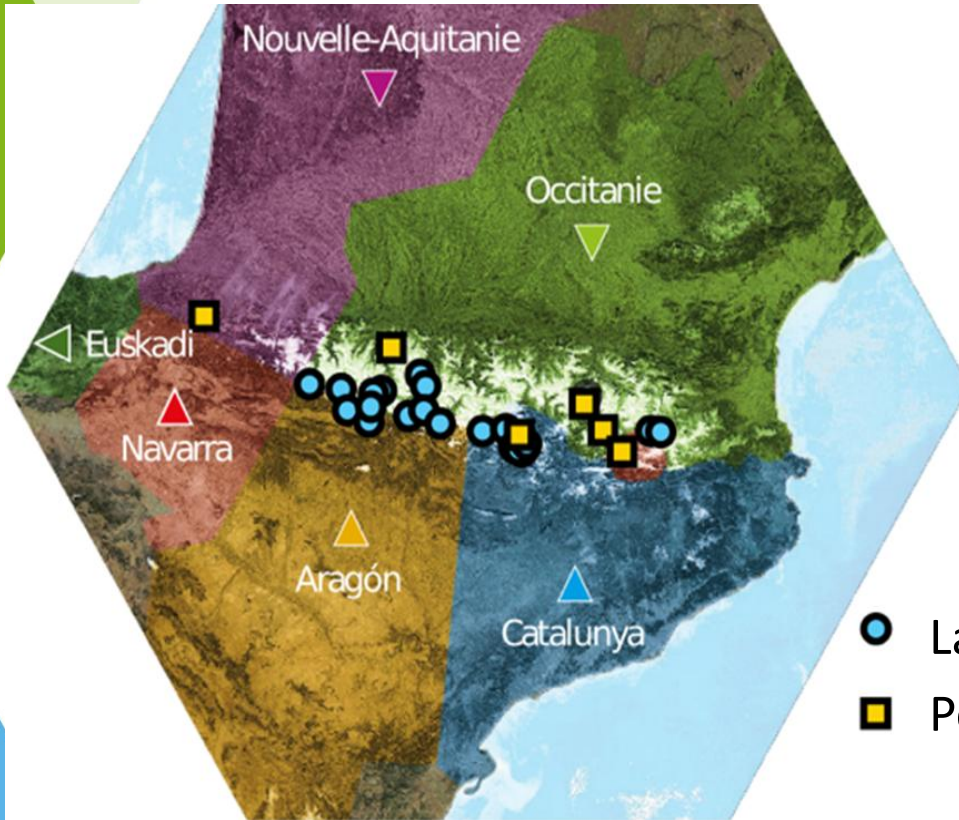 Nouvelle-Aquitanie
Occitanie
Euskadi
Navarra
Aragón
Catalunya